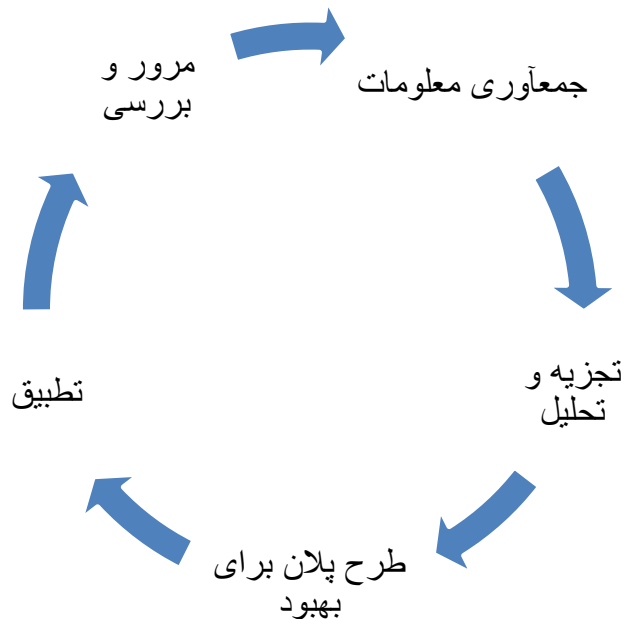 جمعآوری معلومات
تجزیه و
تحلیل
طرح پلان برای
بهبود
تطبیق
مرور و
بررسی